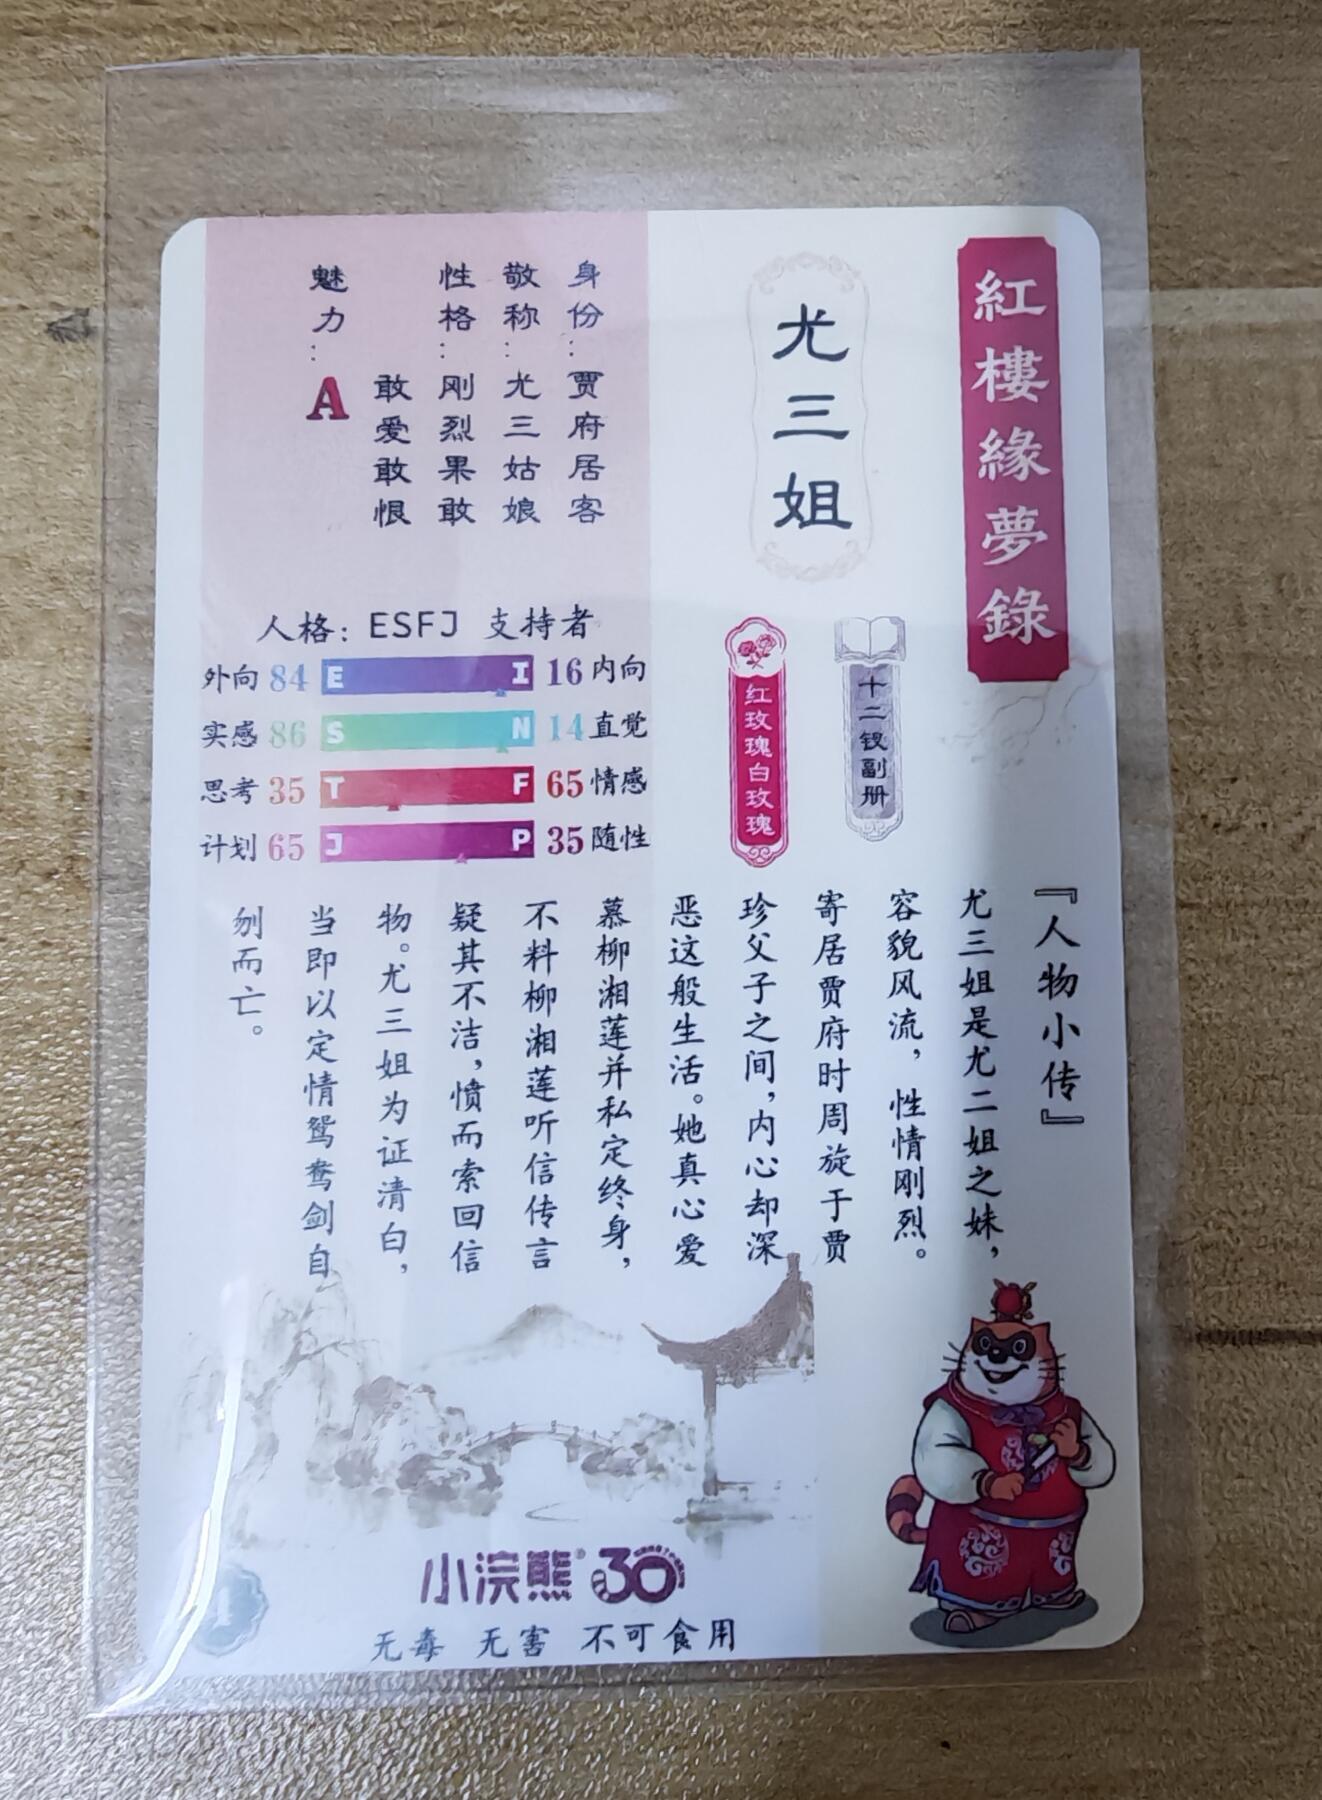 紅樓緣夢錄
尤三姐
十二钗副册
红玫瑰白玫瑰
身份：贾府居客
敬称：尤三姑娘
性格：刚烈果敢
敢爱敢恨
魅力：A
人格：ESFJ 支持者
外向 84 E I 16 内向
实感 86 S N 14 直觉
思考 35 T F 65 情感
计划 65 J P 35 随性
『人物小传』
尤三姐是尤二姐之妹，
容貌风流，性情刚烈。
寄居贾府时周旋于贾
珍父子之间，内心却深
恶这般生活。她真心爱
慕柳湘莲并私定终身，
不料柳湘莲听信传言
疑其不洁，愤而索回信
物。尤三姐为证清白，
当即以定情鸳鸯剑自
刎而亡。
小浣熊® 30
无毒 无害 不可食用